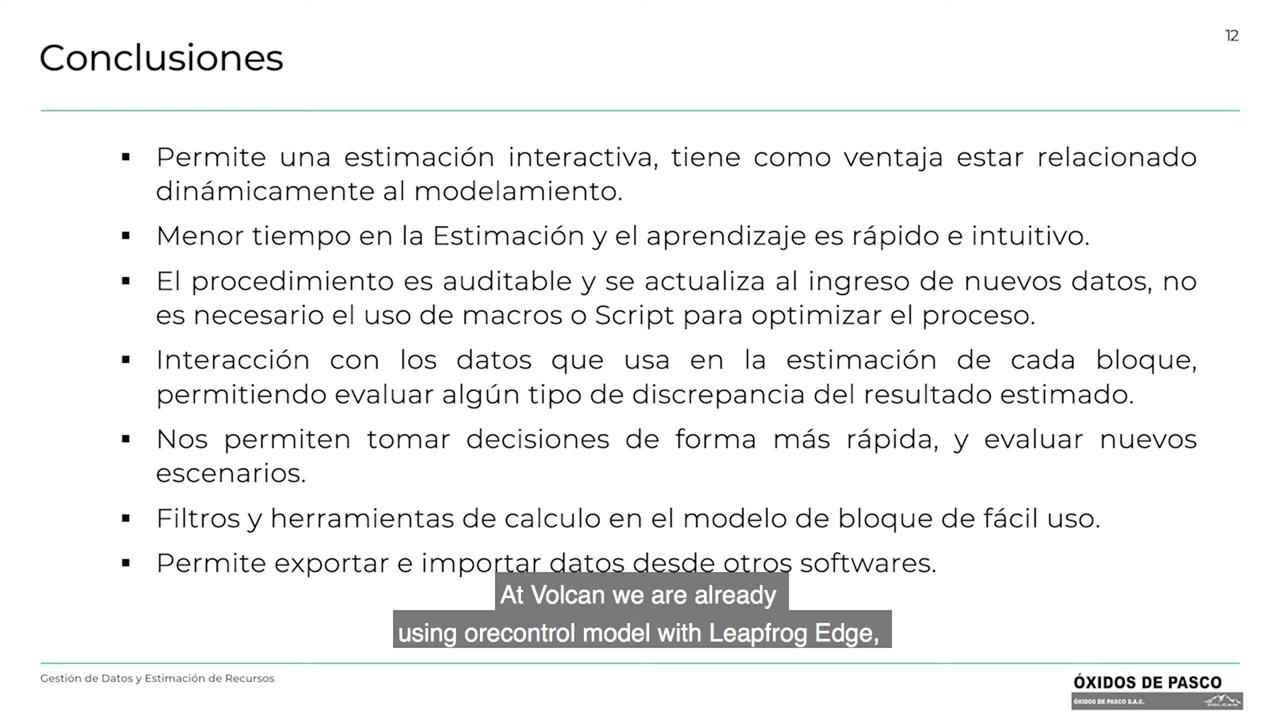 12
Conclusiones
▪ Permite una estimación interactiva, tiene como ventaja estar relacionado
dinámicamente al modelamiento.
▪ Menor tiempo en la Estimación y el aprendizaje es rápido e intuitivo.
▪ El procedimiento es auditable y se actualiza al ingreso de nuevos datos, no
es necesario el uso de macros o Script para optimizar el proceso.
▪ Interacción con los datos que usa en la estimación de cada bloque,
permitiendo evaluar algún tipo de discrepancia del resultado estimado.
▪ Nos permiten tomar decisiones de forma más rápida, y evaluar nuevos
escenarios.
▪ Filtros y herramientas de calculo en el modelo de bloque de fácil uso.
▪ Permite exportar e importar datos desde otros softwares.
At Volcan we are already
using orecontrol model with Leapfrog Edge,
Gestión de Datos y Estimación de Recursos
ÓXIDOS DE PASCO
ÓXIDOS DE PASCO S.A.C.
VOLCAN